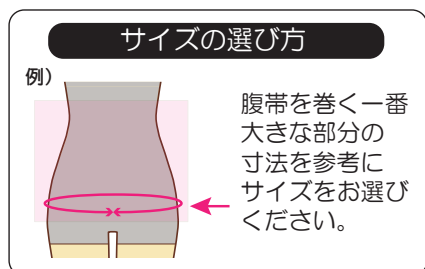 サイズの選び方
例）
腹帯を巻く一番
大きな部分の
寸法を参考に
サイズをお選び
ください。